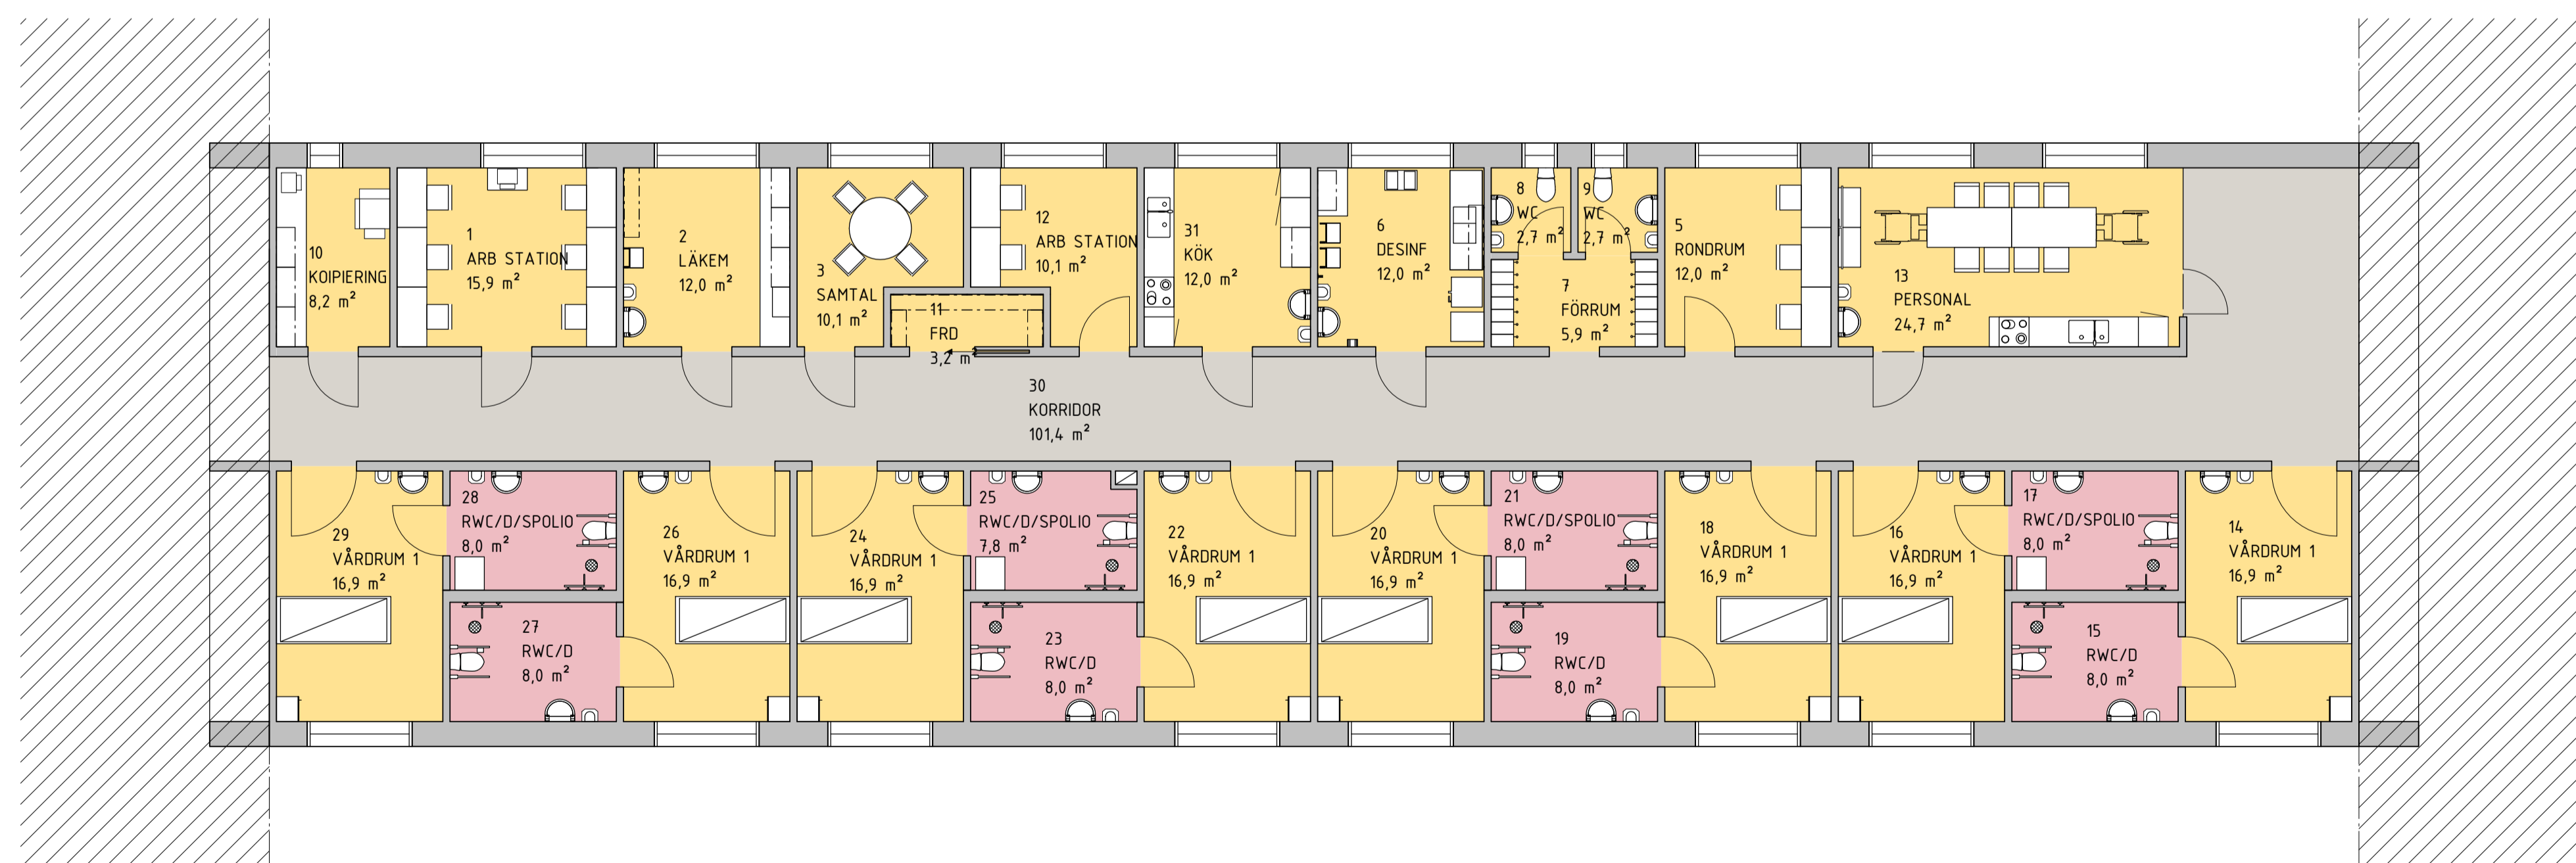 10
KOIPIERING
8,2 m²
1
ARB STATION
15,9 m²
2
LÄKEM
12,0 m²
3
SAMTAL
10,1 m²
11
FRD
3,2 m
12
ARB STATION
10,1 m²
31
KÖK
12,0 m²
6
DESINF
12,0 m²
8
WC
2,7 m²
9
WC
2,7 m²
7
FÖRRUM
5,9 m²
5
RONDRUM
12,0 m²
13
PERSONAL
24,7 m²
30
KORRIDOR
101,4 m²
29
VÅRDRUM 1
16,9 m²
28
RWC/D/SPOLIO
8,0 m²
27
RWC/D
8,0 m²
26
VÅRDRUM 1
16,9 m²
24
VÅRDRUM 1
16,9 m²
25
RWC/D/SPOLIO
7,8 m²
23
RWC/D
8,0 m²
22
VÅRDRUM 1
16,9 m²
20
VÅRDRUM 1
16,9 m²
21
RWC/D/SPOLIO
8,0 m²
19
RWC/D
8,0 m²
18
VÅRDRUM 1
16,9 m²
16
VÅRDRUM 1
16,9 m²
17
RWC/D/SPOLIO
8,0 m²
15
RWC/D
8,0 m²
14
VÅRDRUM 1
16,9 m²